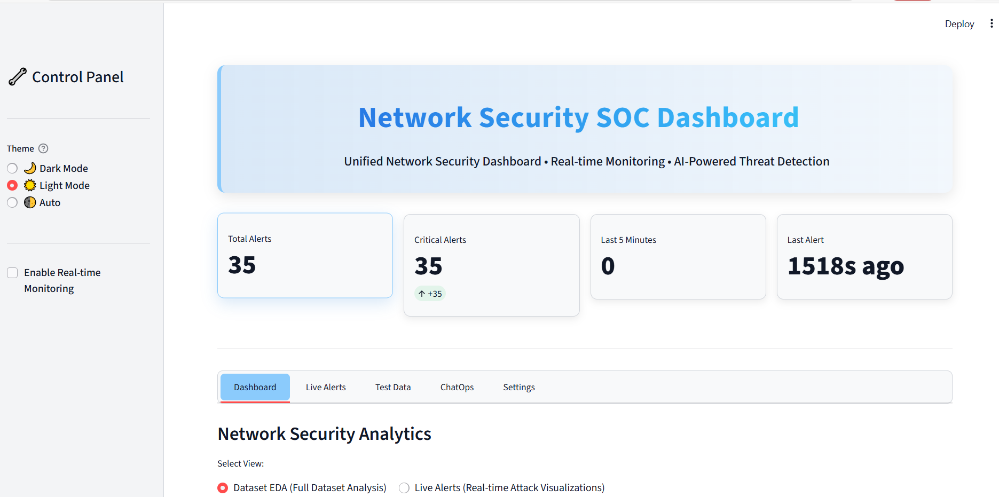 Deploy
Control Panel
Theme
Dark Mode
Light Mode
Auto
Enable Real-time
Monitoring
Network Security SOC Dashboard
Unified Network Security Dashboard • Real-time Monitoring • AI-Powered Threat Detection
Total Alerts
35
Critical Alerts
35
↑ +35
Last 5 Minutes
0
Last Alert
1518s ago
Dashboard Live Alerts Test Data ChatOps Settings
Network Security Analytics
Select View:
Dataset EDA (Full Dataset Analysis) Live Alerts (Real-time Attack Visualizations)